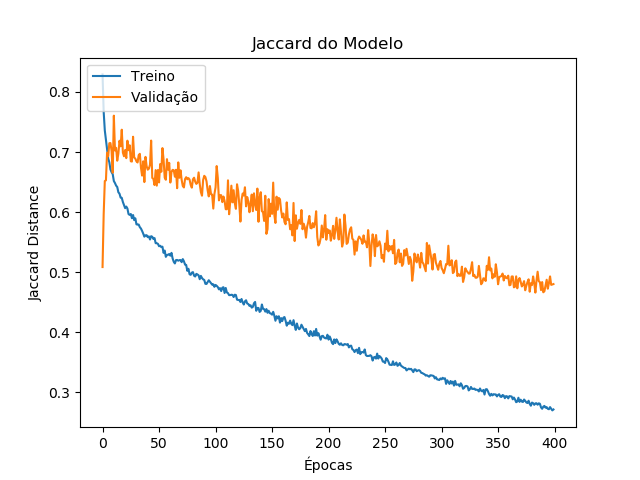 Jaccard do Modelo
Treino
Validação
Jaccard Distance
0.8
0.7
0.6
0.5
0.4
0.3
0 50 100 150 200 250 300 350 400
Épocas